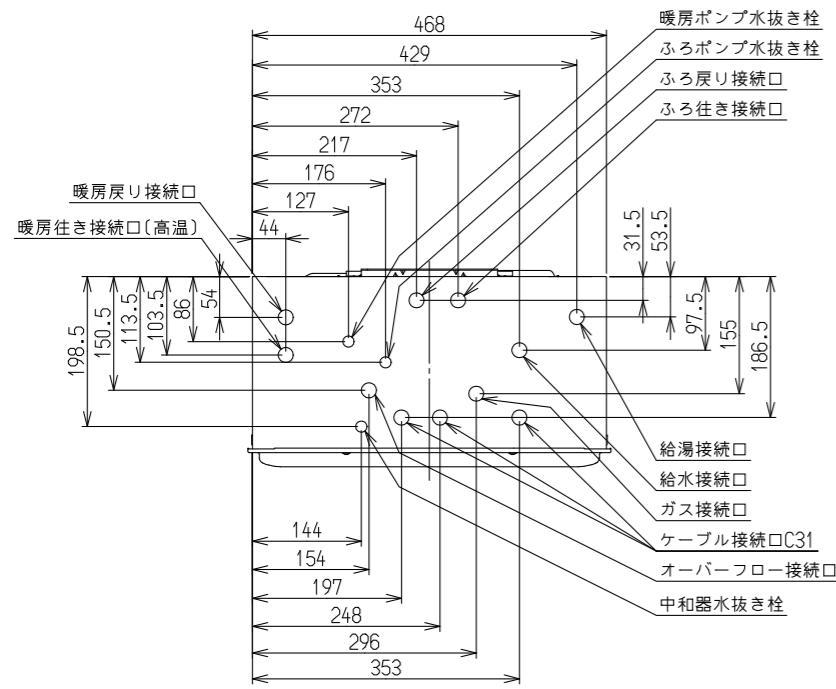 暖房ポンプ水抜き栓
468
ふろポンプ水抜き栓
429
ふろ戻り接続口
353
ふろ往き接続口
272
217
176
暖房戻り接続口
127
暖房往き接続口(高温)
44
31.5
53.5
54
86
103.5
113.5
150.5
198.5
97.5
155
186.5
給湯接続口
給水接続口
ガス接続口
ケーブル接続口C31
オーバーフロー接続口
中和器水抜き栓
144
154
197
248
296
353